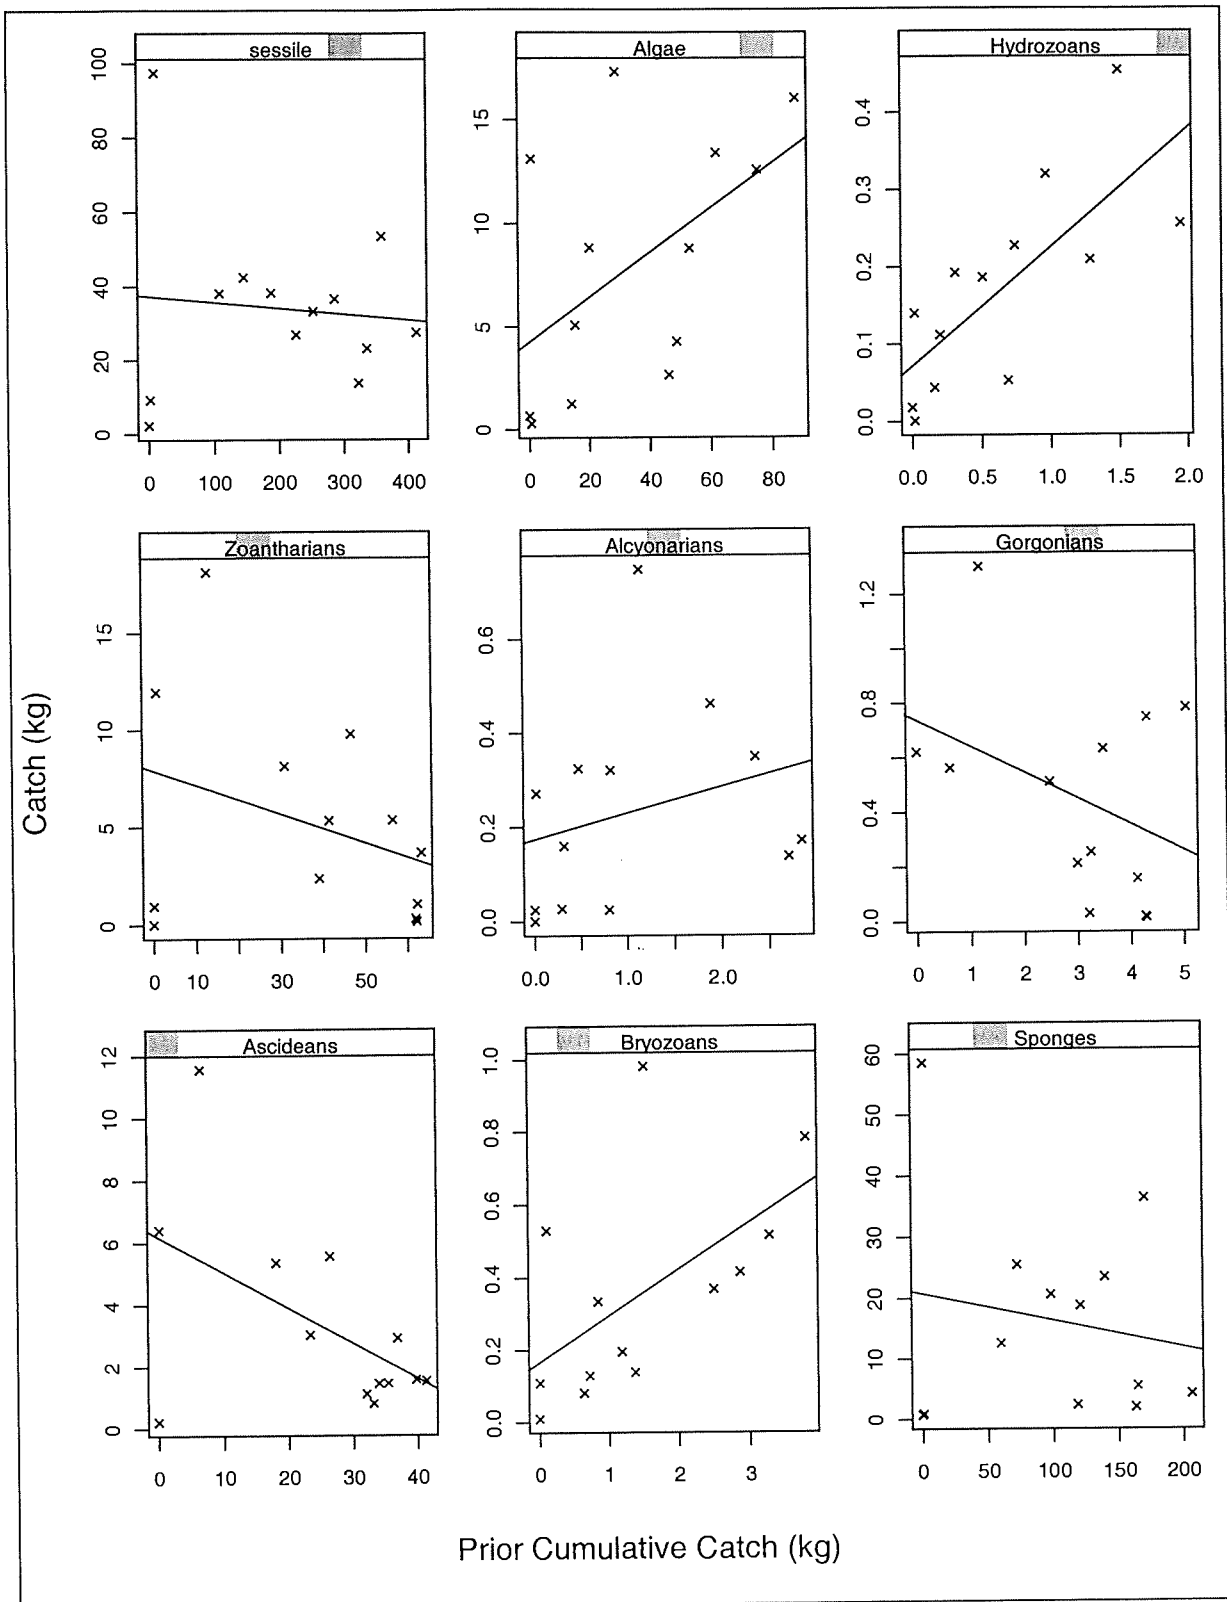 sessile
Algae
Hydrozoans
100
80
60
40
20
0
0 100 200 300 400
15
10
5
0
0 20 40 60 80
0.4
0.3
0.2
0.1
0.0
0.0 0.5 1.0 1.5 2.0
Zoantharians
Alcyonarians
Gorgonians
15
10
5
0
0 10 30 50
0.6
0.4
0.2
0.0
0.0 1.0 2.0
1.2
0.8
0.4
0.0
0 1 2 3 4 5
Catch (kg)
Ascideans
Bryozoans
Sponges
12
10
8
6
4
2
0
0 10 20 30 40
1.0
0.8
0.6
0.4
0.2
0.0
0 1 2 3
60
50
40
30
20
10
0
0 50 100 150 200
Prior Cumulative Catch (kg)